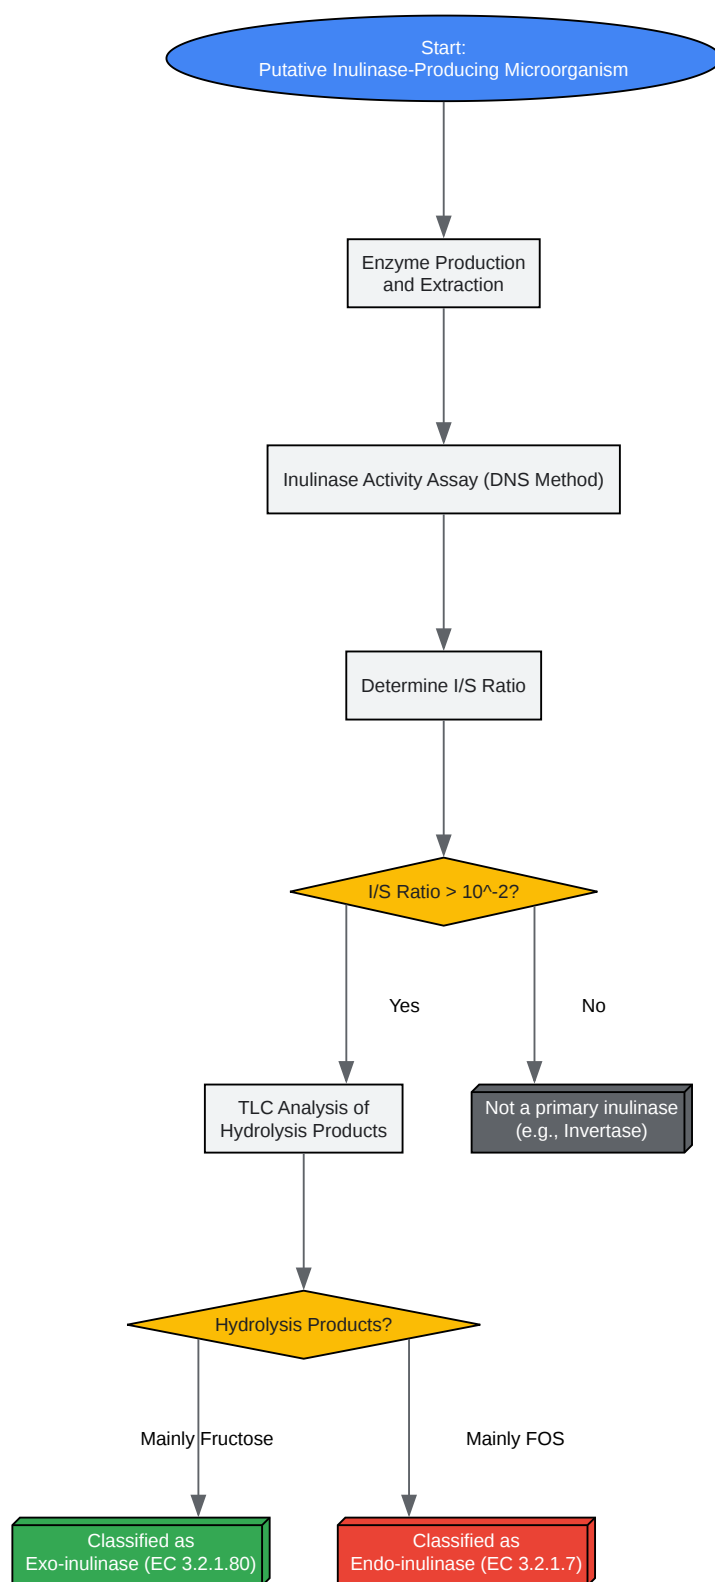 Start:
Putative Inulinase-Producing Microorganism
Enzyme Production
and Extraction
Inulinase Activity Assay (DNS Method)
Determine I/S Ratio
I/S Ratio > 10^-2?
Yes
No
TLC Analysis of
Hydrolysis Products
Not a primary inulinase
(e.g., Invertase)
Hydrolysis Products?
Mainly Fructose
Mainly FOS
Classified as
Exo-inulinase (EC 3.2.1.80)
Classified as
Endo-inulinase (EC 3.2.1.7)